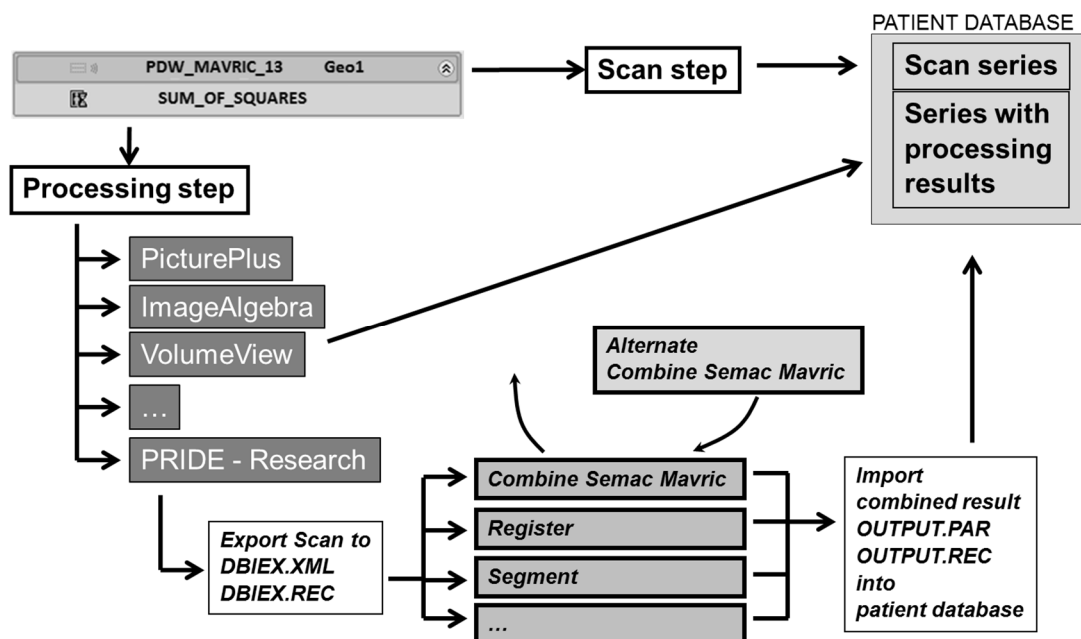 PATIENT DATABASE
PDW_MAVRIC_13 Geo1
SUM_OF_SQUARES
Scan step
Scan series
Series with
processing
results
Processing step
PicturePlus
ImageAlgebra
VolumeView
...
PRIDE - Research
Alternate
Combine Semac Mavric
Export Scan to
DBIEX.XML
DBIEX.REC
Combine Semac Mavric
Register
Segment
...
Import
combined result
OUTPUT.PAR
OUTPUT.REC
into
patient database